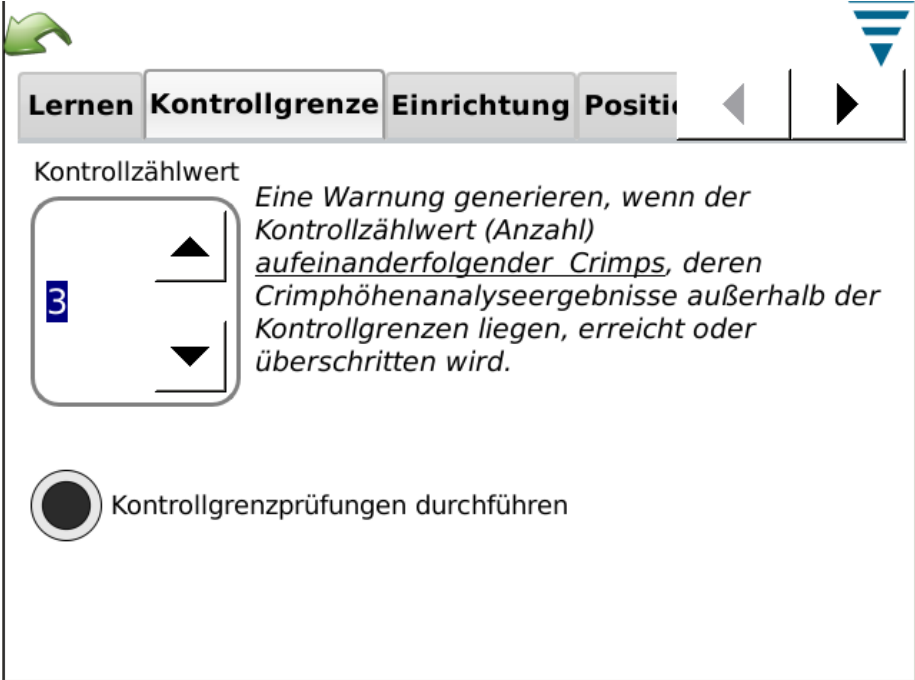 Lernen Kontrollgrenze Einrichtung
Kontrollzählwert
Eine Warnung generieren, wenn der
Kontrollzählwert (Anzahl)
aufeinanderfolgender Crimps, deren
Crimphöhenanalyseergebnisse außerhalb der
Kontrollgrenzen liegen, erreicht oder
überschritten wird.
3
Kontrollgrenzprüfungen durchführen